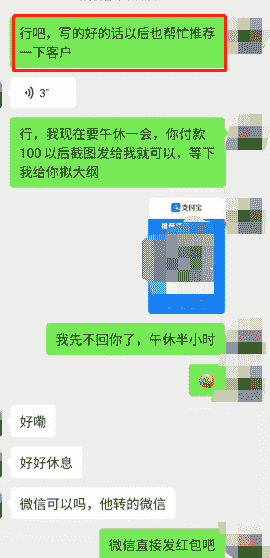 行吧，写的好的话以后也帮忙推荐
一下客户
3"
行，我现在要午休一会，你付款
100以后截图发给我就可以，等下
我给你拟大纲
支付宝
我先不回你了，午休半小时
好嘞
好好休息
微信可以吗，他转的微信
微信直接发红包吧